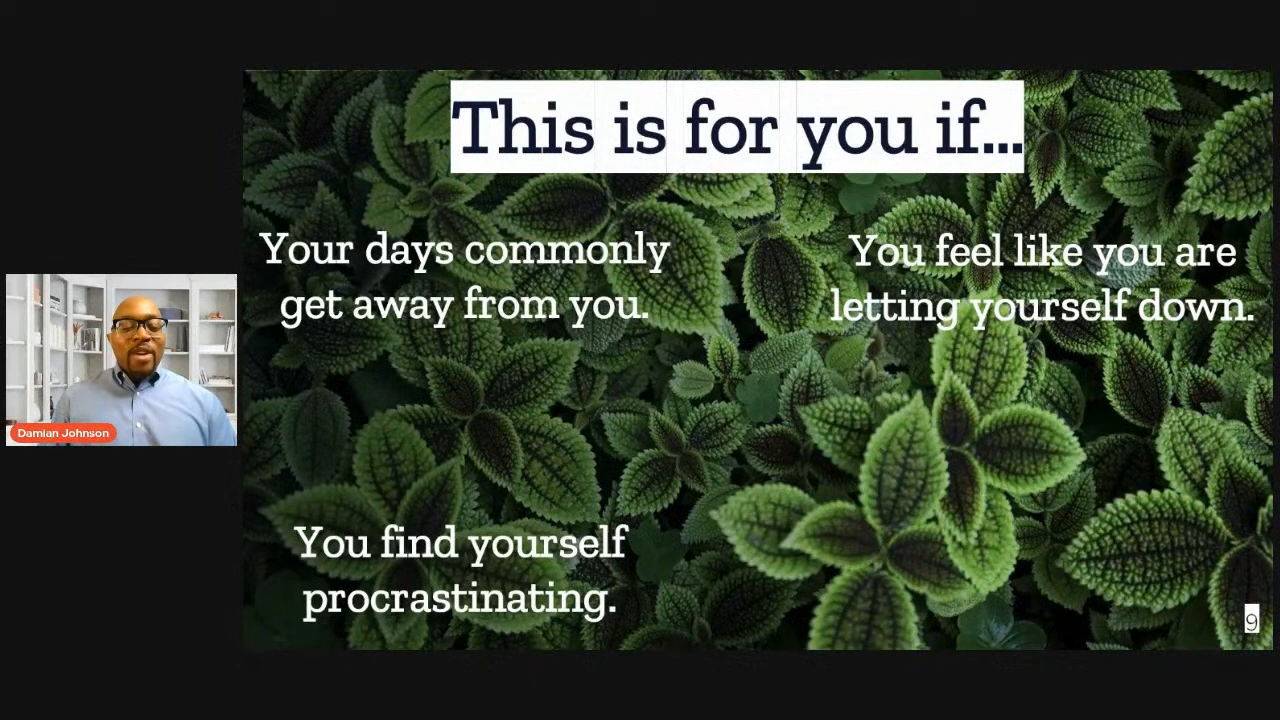 This is for you if...
Your days commonly
get away from you.
You feel like you are
letting yourself down.
You find yourself
procrastinating.
Damian Johnson
9